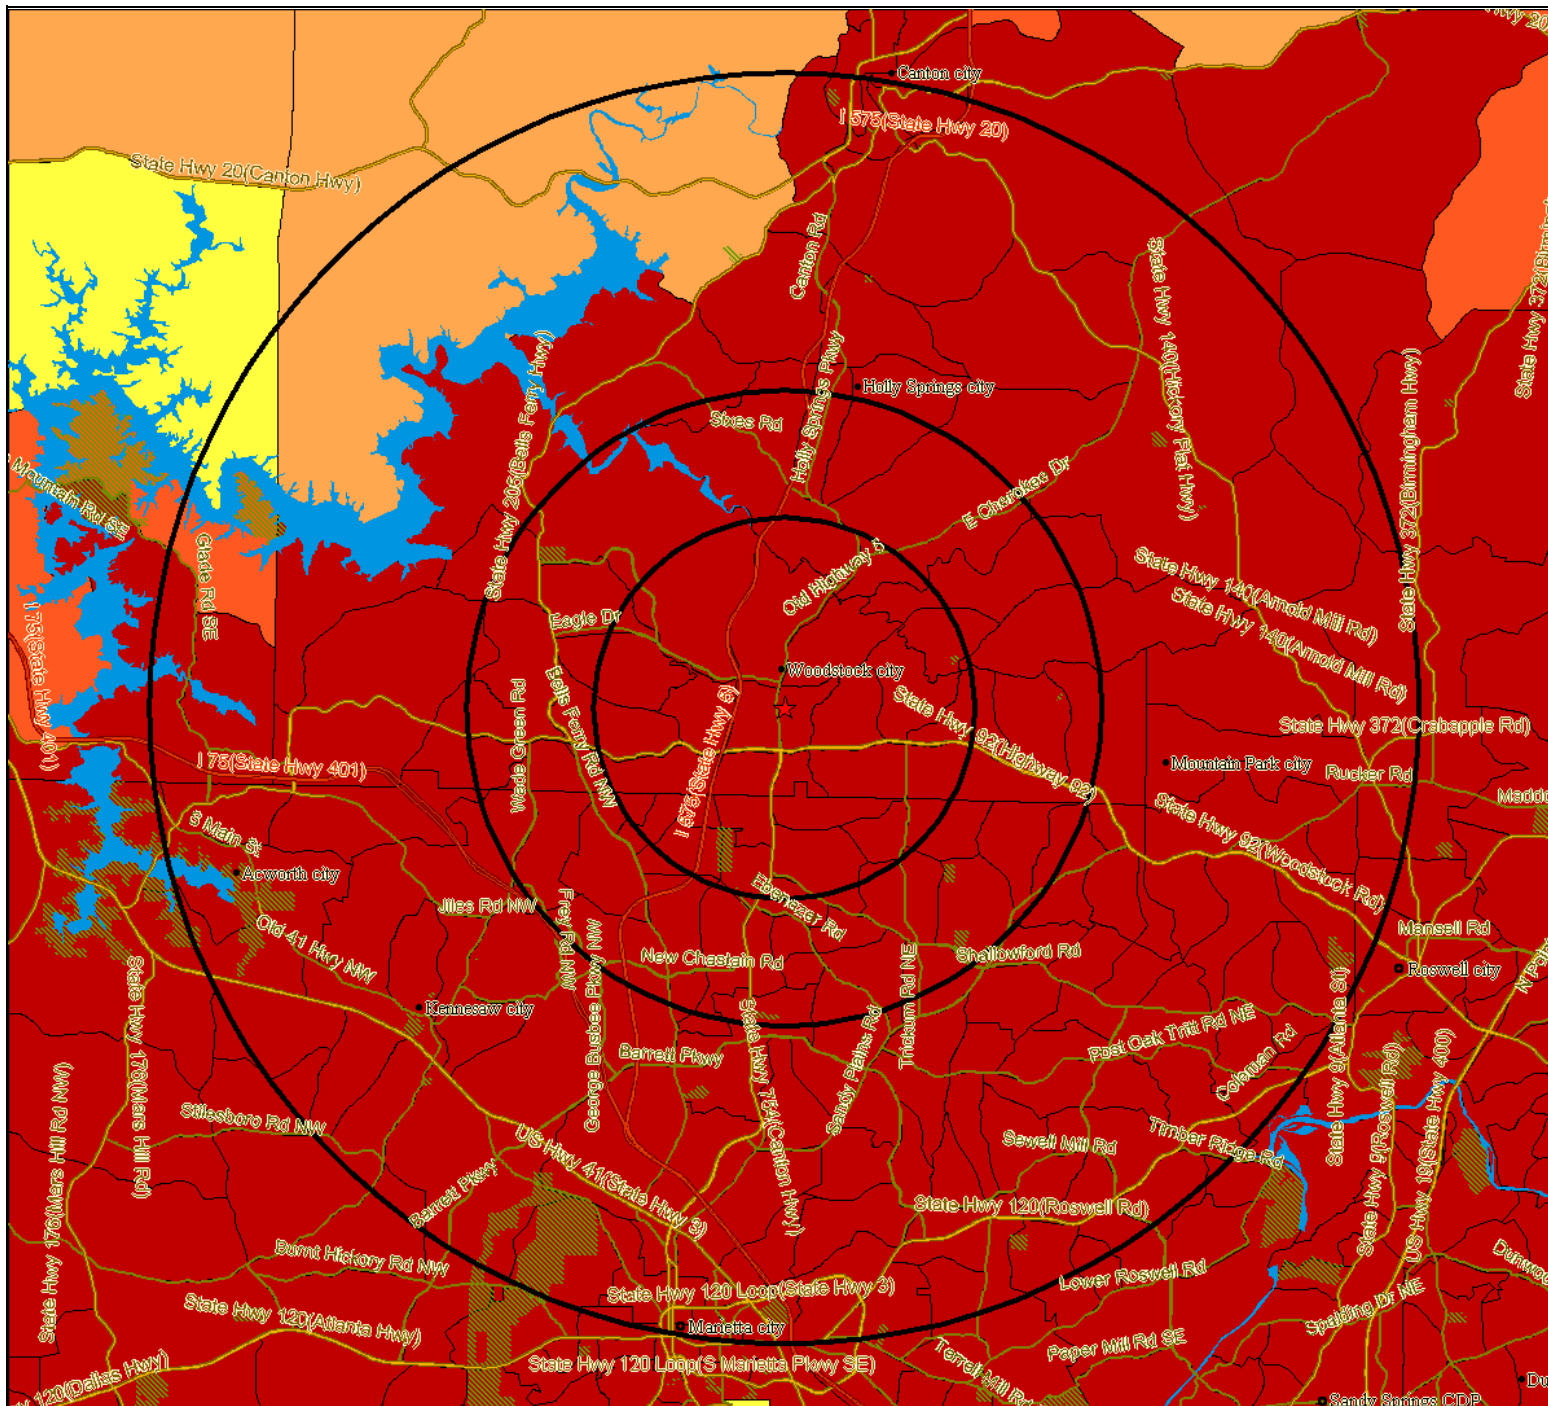 Hwy 20
Canton city
I 575(State Hwy 20)
State Hwy 20(Canton Hwy)
Canton Rd
State Hwy 140(Hickory Flat Hwy)
State Hwy 372(Birmingham
State Hwy 205(Bells Ferry Hwy)
Holly Springs Pkwy
Holly Springs city
State Hwy 372(Birmingham Hwy)
Sixes Rd
Mountain Rd SE
E Cherokee Dr
Glade Rd SE
Old Highway 5
State Hwy 140(Arnold Mill Rd)
State Hwy 140(Arnold Mill Rd)
I 75(State Hwy 401)
Eagle Dr
Woodstock city
Bells Ferry Rd NW
Wade Green Rd
I 575(State Hwy 5)
State Hwy 92(Highway 92)
State Hwy 372(Crabapple Rd)
I 75(State Hwy 401)
Mountain Park city
Rucker Rd
Maddo
State Hwy 92(Woodstock Rd)
S Main St
Acworth city
Jiles Rd NW
Frey Rd NW
Ebenezer Rd
Old 41 Hwy NW
New Chastain Rd
Shallowford Rd
Mansell Rd
Roswell city
Trickum Rd NE
George Busbee Pkwy NW
State Hwy 176(Mars Hill Rd)
Kennesaw city
State Hwy 754(Canton Hwy)
Sandy Plains Rd
Post Oak Tritt Rd NE
Coleman Rd
State Hwy 9(Atlanta St)
Barrett Pkwy
State Hwy 176(Mars Hill Rd NW)
Stilesboro Rd NW
US Hwy 41(State Hwy 3)
Sewell Mill Rd
Timber Ridge Rd
State Hwy 9(Roswell Rd)
US Hwy 19(State Hwy 400)
Barrett Pkwy
State Hwy 120(Roswell Rd)
Burnt Hickory Rd NW
Lower Roswell Rd
Dunwoo
State Hwy 120 Loop(State Hwy 3)
State Hwy 120(Atlanta Hwy)
Marietta city
Spalding Dr NE
Paper Mill Rd SE
State Hwy 120 Loop(S Marietta Pkwy SE)
Terrell Mill Rd
120(Dallas Hwy)
Du
Sandy Springs CDP